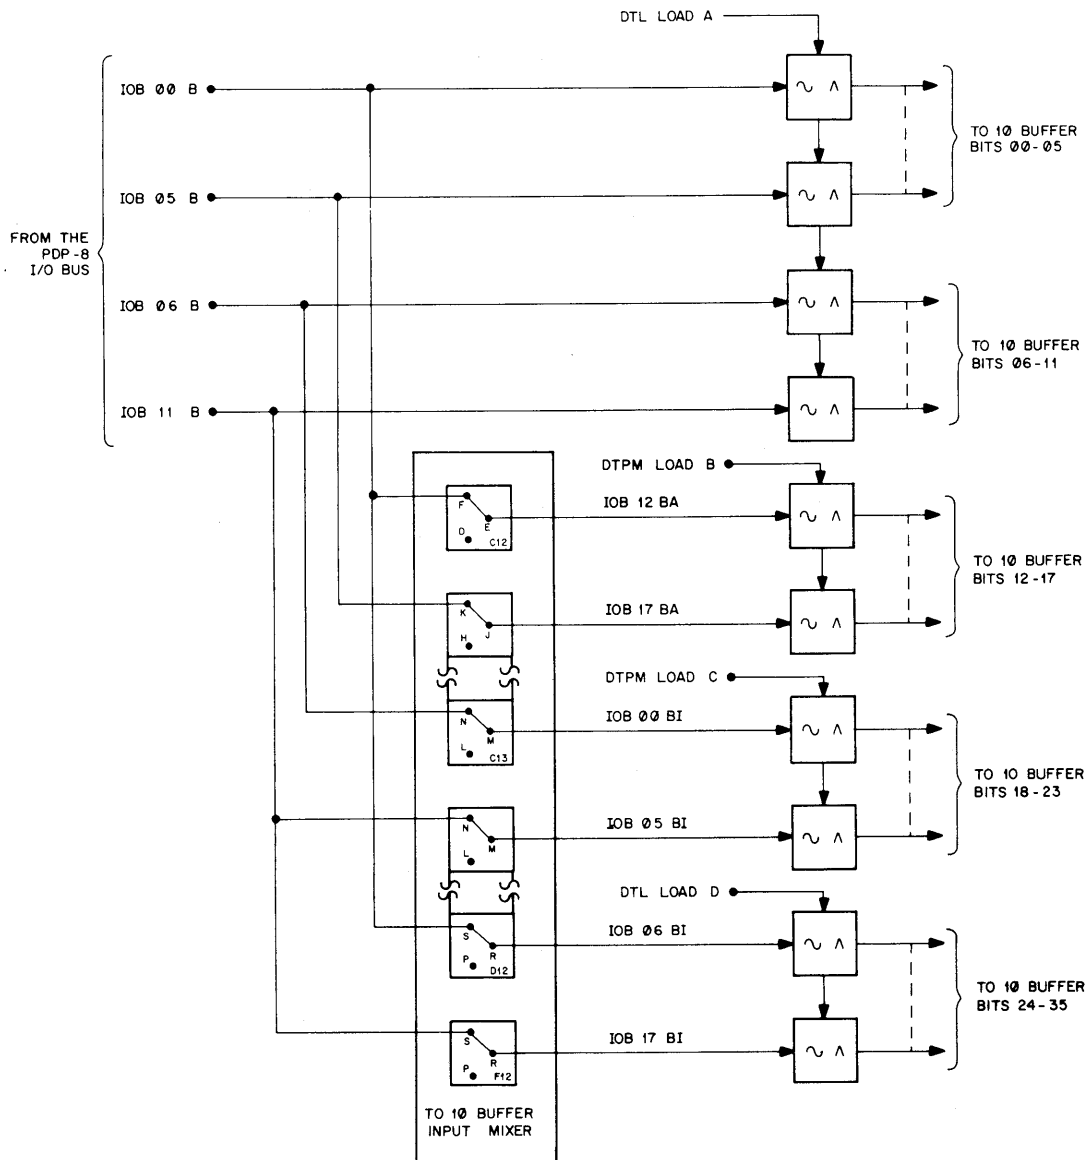 DTL LOAD A
IOB 00 B
∿ ∧
TO 10 BUFFER
BITS 00-05
IOB 05 B
∿ ∧
FROM THE
PDP-8
I/O BUS
IOB 06 B
∿ ∧
TO 10 BUFFER
BITS 06-11
IOB 11 B
∿ ∧
DTPM LOAD B
F
E
D
C12
IOB 12 BA
∿ ∧
TO 10 BUFFER
BITS 12-17
K
J
H
IOB 17 BA
∿ ∧
DTPM LOAD C
N
M
L
C13
IOB 00 BI
∿ ∧
TO 10 BUFFER
BITS 18-23
N
M
L
IOB 05 BI
∿ ∧
DTL LOAD D
S
R
P
D12
IOB 06 BI
∿ ∧
TO 10 BUFFER
BITS 24-35
S
R
P
F12
IOB 17 BI
∿ ∧
TO 10 BUFFER
INPUT MIXER